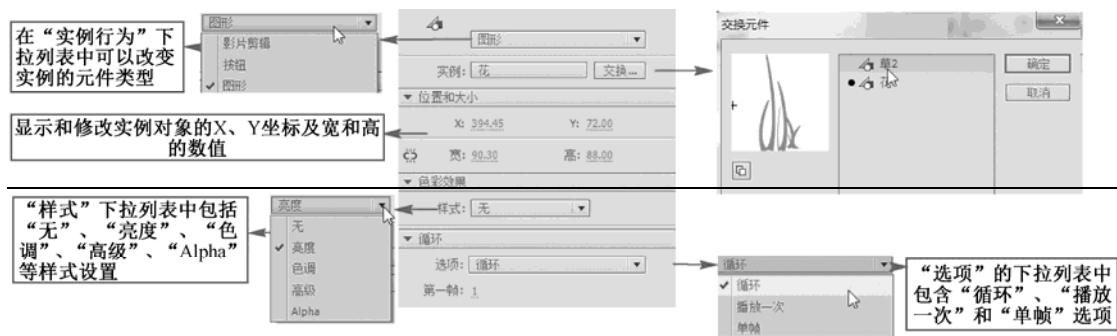 在“实例行为”下
拉列表中可以改变
实例的元件类型
图形
影片剪辑
按钮
图形
图形
实例: 花
交换...
位置和大小
X: 394.45
Y: 72.00
宽: 90.30
高: 88.00
色彩效果
样式: 无
循环
选项: 循环
第一帧: 1
交换元件
草2
花
确定
取消
显示和修改实例对象的X、Y坐标及宽和高
的数值
“样式”下拉列表中包括
“无”、“亮度”、“色
调”、“高级”、“Alpha”
等样式设置
亮度
无
亮度
色调
高级
Alpha
循环
循环
播放一次
单帧
“选项”的下拉列表中
包含“循环”、“播放
一次”和“单帧”选项